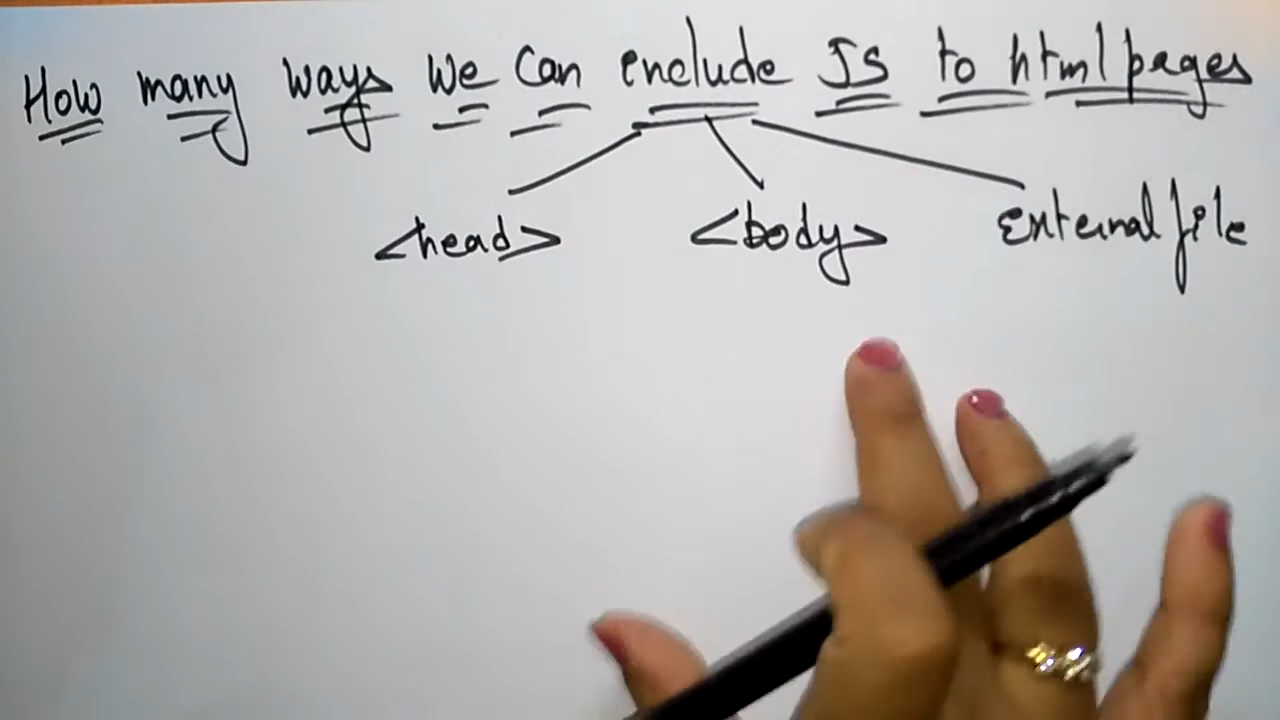 How many ways we can enclude JS to html pages
<head> <body> External file